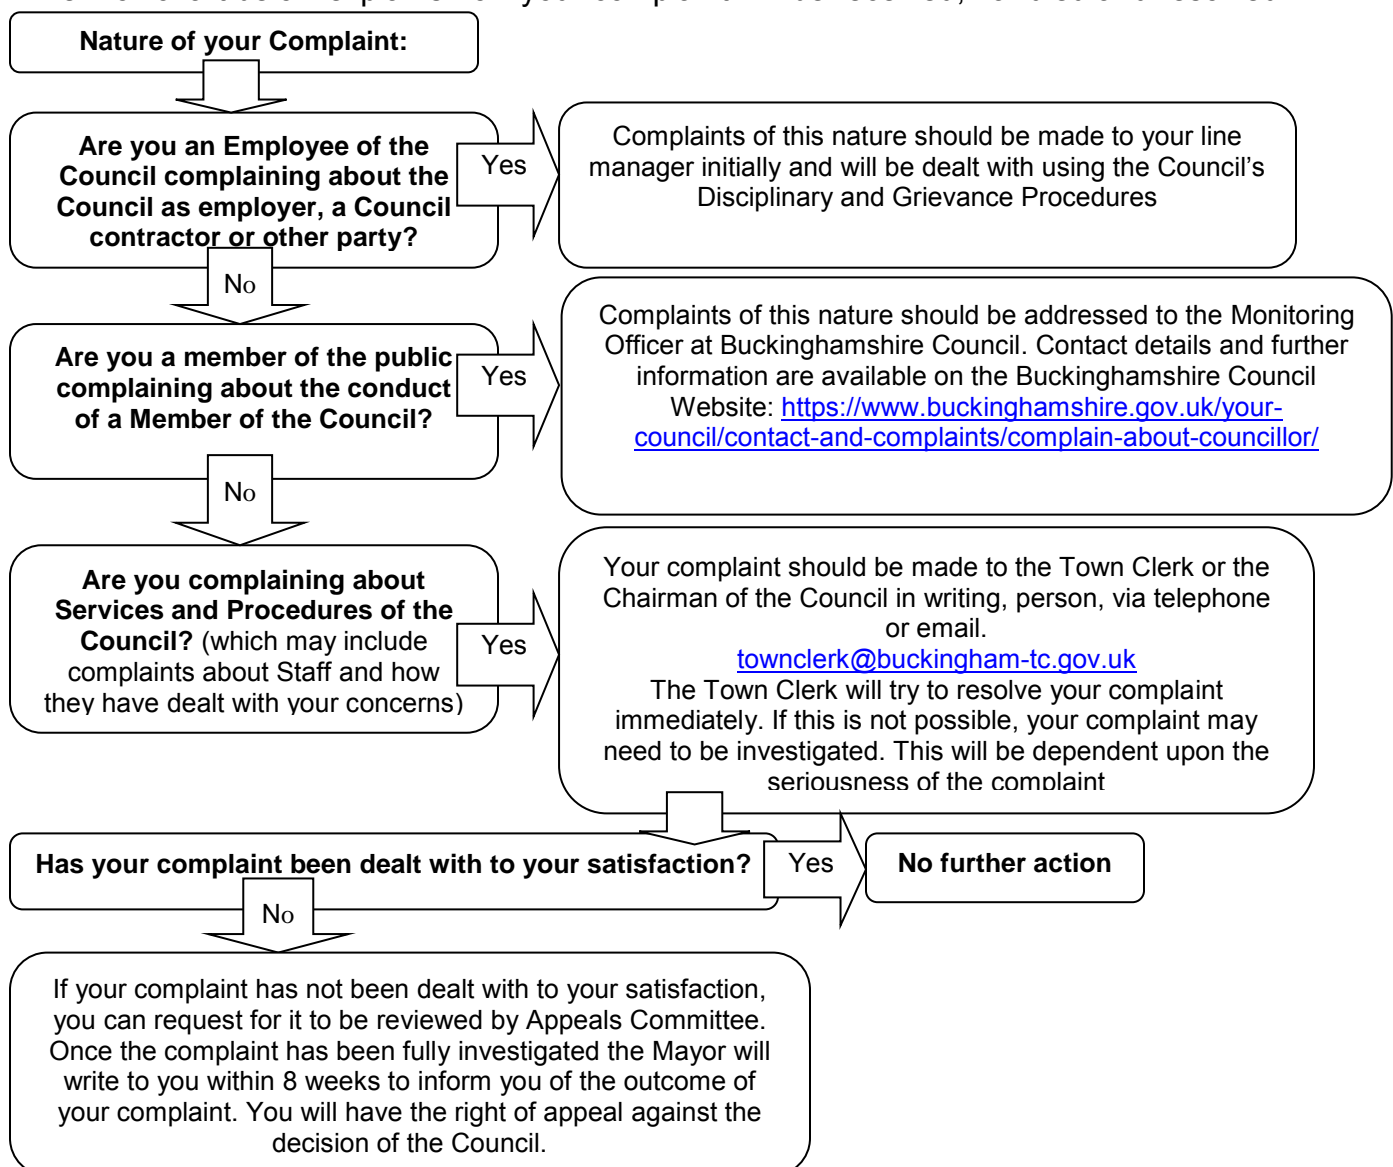 Nature of your Complaint:
Are you an Employee of the
Council complaining about the
Council as employer, a Council
contractor or other party?
Yes
Complaints of this nature should be made to your line
manager initially and will be dealt with using the Council's
Disciplinary and Grievance Procedures
No
Are you a member of the public
complaining about the conduct
of a Member of the Council?
Yes
Complaints of this nature should be addressed to the Monitoring
Officer at Buckinghamshire Council. Contact details and further
information are available on the Buckinghamshire Council
Website: https://www.buckinghamshire.gov.uk/your-
council/contact-and-complaints/complain-about-councillor/
No
Are you complaining about
Services and Procedures of the
Council? (which may include
complaints about Staff and how
they have dealt with your concerns)
Yes
Your complaint should be made to the Town Clerk or the
Chairman of the Council in writing, person, via telephone
or email.
townclerk@buckingham-tc.gov.uk
The Town Clerk will try to resolve your complaint
immediately. If this is not possible, your complaint may
need to be investigated. This will be dependent upon the
seriousness of the complaint
Has your complaint been dealt with to your satisfaction?
Yes
No further action
No
If your complaint has not been dealt with to your satisfaction,
you can request for it to be reviewed by Appeals Committee.
Once the complaint has been fully investigated the Mayor will
write to you within 8 weeks to inform you of the outcome of
your complaint. You will have the right of appeal against the
decision of the Council.